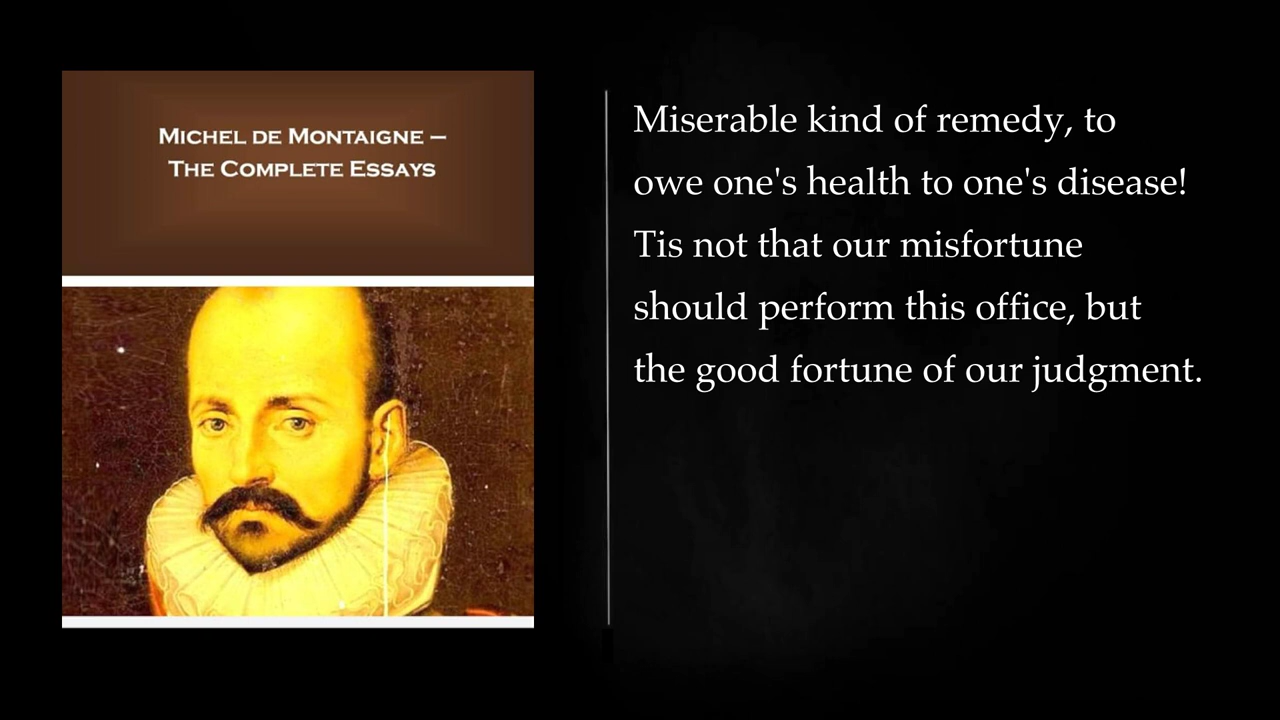 MICHEL DE MONTAIGNE –
THE COMPLETE ESSAYS
Miserable kind of remedy, to
owe one's health to one's disease!
Tis not that our misfortune
should perform this office, but
the good fortune of our judgment.